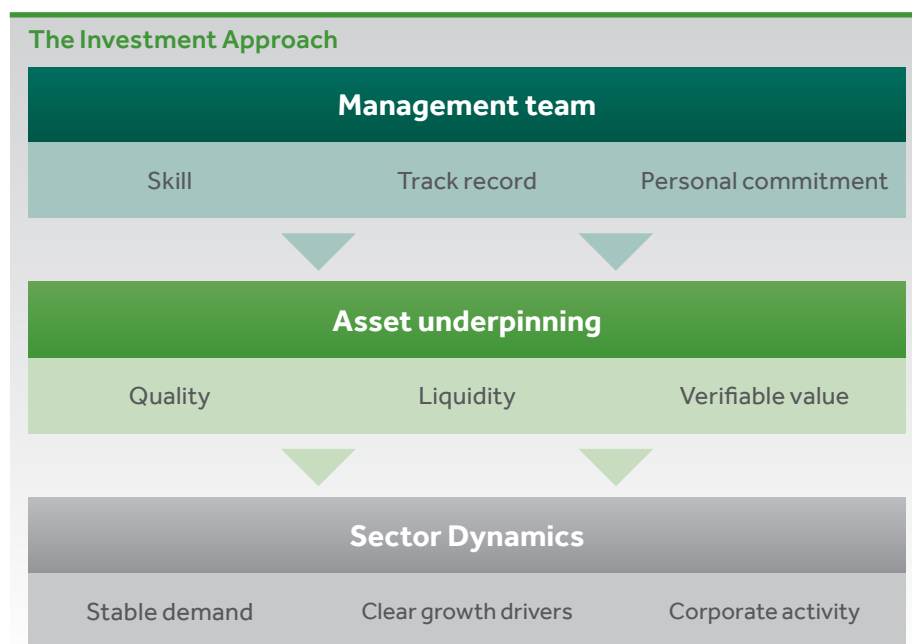 The Investment Approach
Management team
Skill Track record Personal commitment
Asset underpinning
Quality Liquidity Verifiable value
Sector Dynamics
Stable demand Clear growth drivers Corporate activity